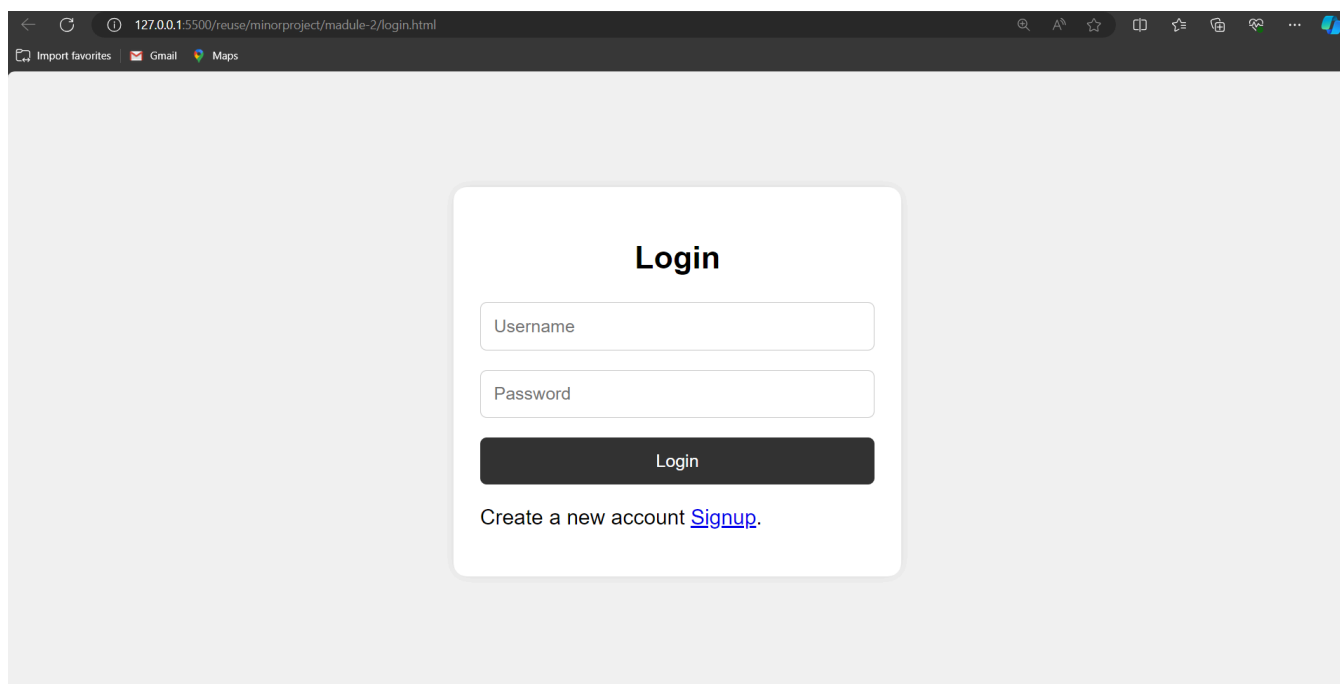 127.0.0.1:5500/reuse/minorproject/madule-2/login.html
Import favorites Gmail Maps
Login
Username
Password
Login
Create a new account Signup.